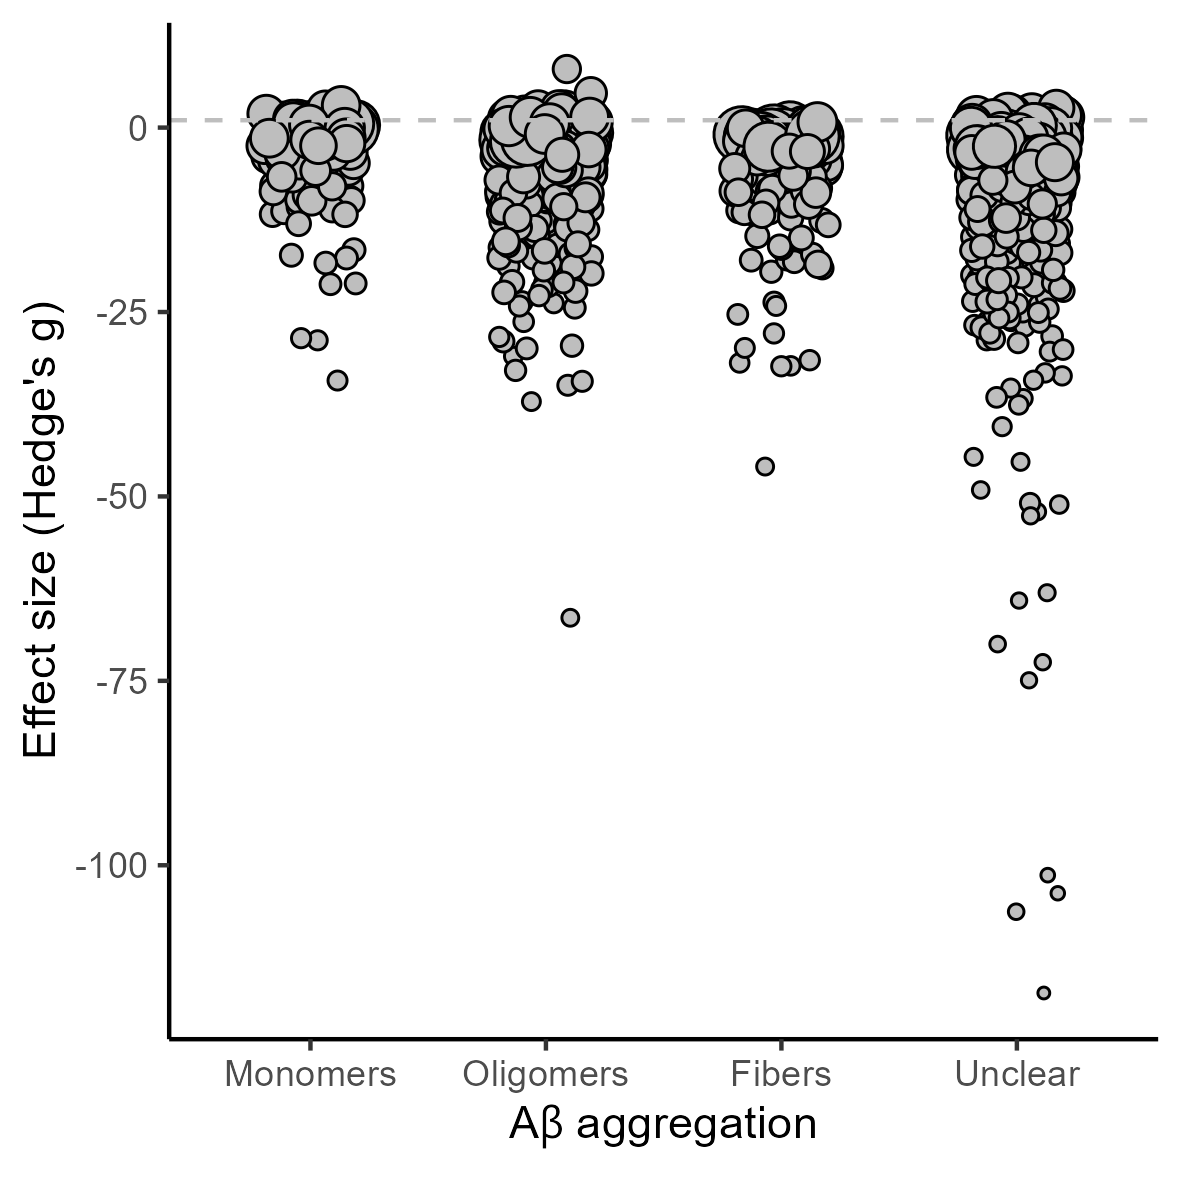 Effect size (Hedge's g)
0
-25
-50
-75
-100
Monomers
Oligomers
Fibers
Unclear
Aβ aggregation